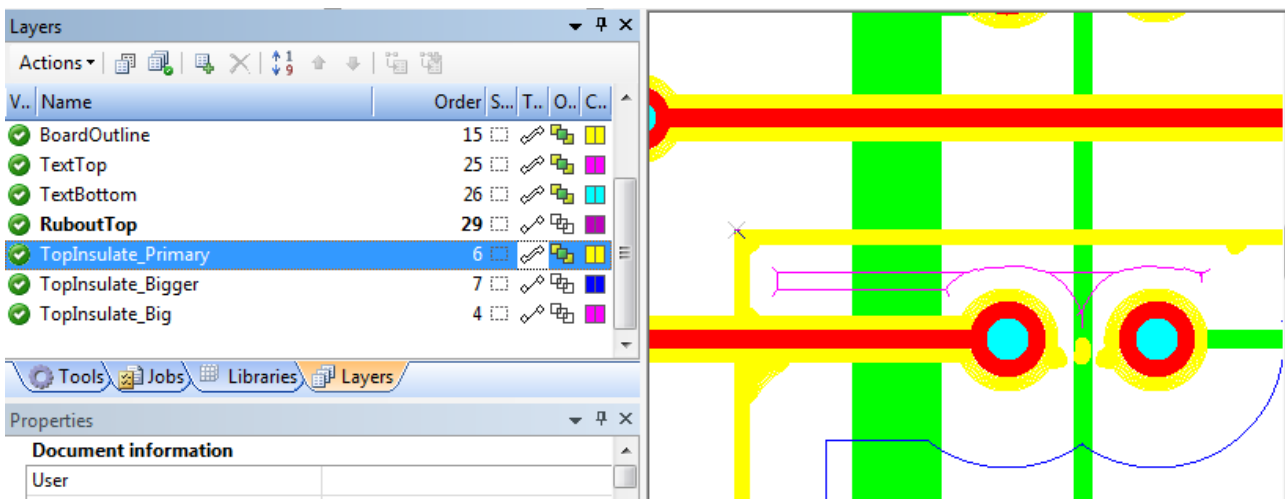 Layers
Actions
V.. Name Order S... T.. O.. C..
BoardOutline 15
TextTop 25
TextBottom 26
RuboutTop 29
TopInsulate_Primary 6
TopInsulate_Bigger 7
TopInsulate_Big 4
Tools Jobs Libraries Layers
Properties
Document information
User